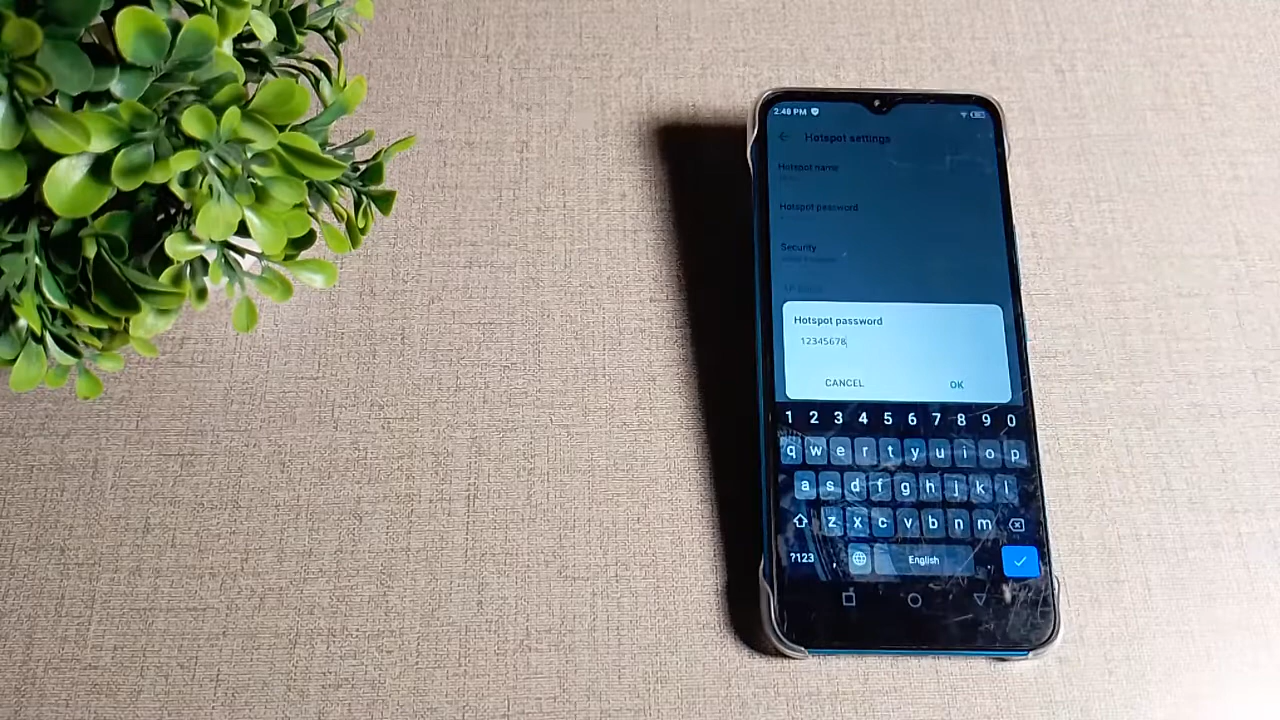 2:48 PM
Hotspot settings
Hotspot name
Hotspot password
Security
Hotspot password
12345678
CANCEL
OK
1 2 3 4 5 6 7 8 9 0
q w e r t y u i o p
a s d f g h j k l
z x c v b n m
?123 , English .